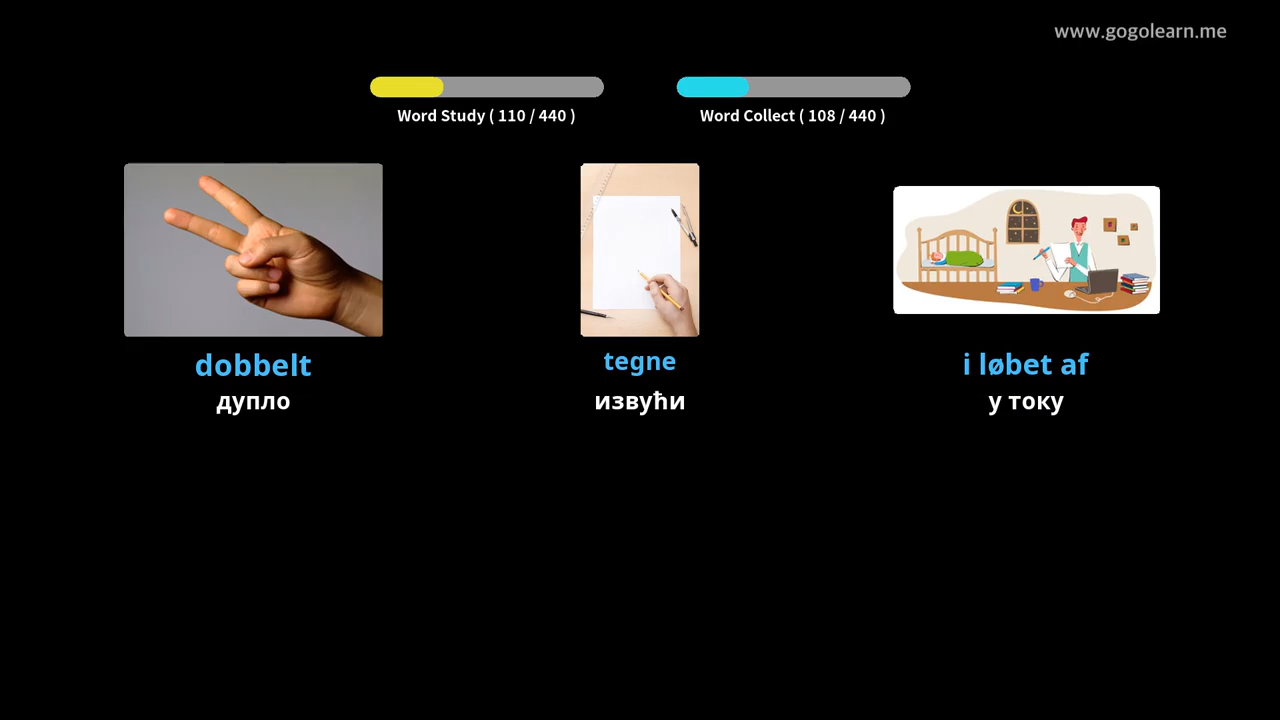 www.gogolearn.me
Word Study ( 110 / 440 )
Word Collect ( 108 / 440 )
dobbelt
дупло
tegne
извући
i løbet af
у току